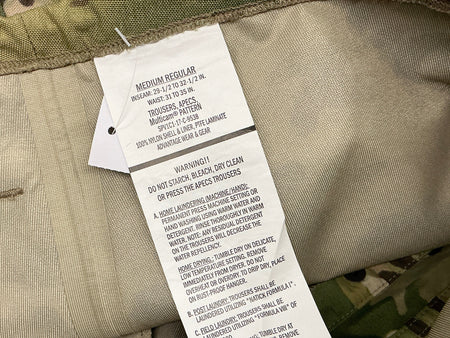 MEDIUM REGULAR
INSEAM: 29-1/2 TO 32-1/2 IN.
WAIST: 31 TO 35 IN.
TROUSERS, APECS
Multicam® PATTERN
SPE1C1-17-C-B538
100% NYLON SHELL & LINER, PTFE LAMINATE
ADVANTAGE WEAR & GEAR
WARNING!!
DO NOT STARCH, BLEACH, DRY CLEAN
OR PRESS THE APECS TROUSERS
A. HOME LAUNDERING (MACHINE/HAND):
PERMANENT PRESS MACHINE SETTING OR
HAND WASHING USING WARM WATER AND
DETERGENT. RINSE THOROUGHLY IN WARM
WATER. NOTE: ANY RESIDUAL DETERGENT
ON THE TROUSERS WILL DECREASE THE
WATER REPELLENCY.
HOME DRYING: TUMBLE DRY ON DELICATE,
LOW TEMPERATURE SETTING. REMOVE
IMMEDIATELY FROM DRYER. DO NOT
OVERHEAT OR OVERDRY. TO DRIP DRY, PLACE
ON RUST-PROOF HANGER.
B. POST LAUNDRY: TROUSERS SHALL BE
LAUNDERED UTILIZING "NATICK FORMULA I".
C. FIELD LAUNDRY: TROUSERS SHALL BE
LAUNDERED UTILIZING "FORMULA VIII" OF
TUMBLE DRY AT